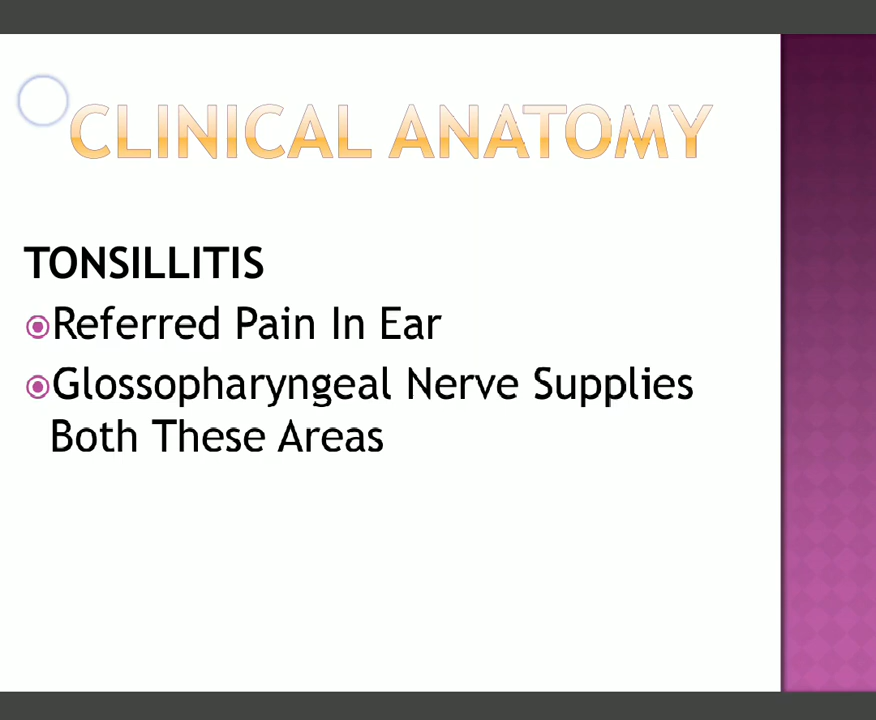 CLINICAL ANATOMY
TONSILLITIS
Referred Pain In Ear
Glossopharyngeal Nerve Supplies
Both These Areas